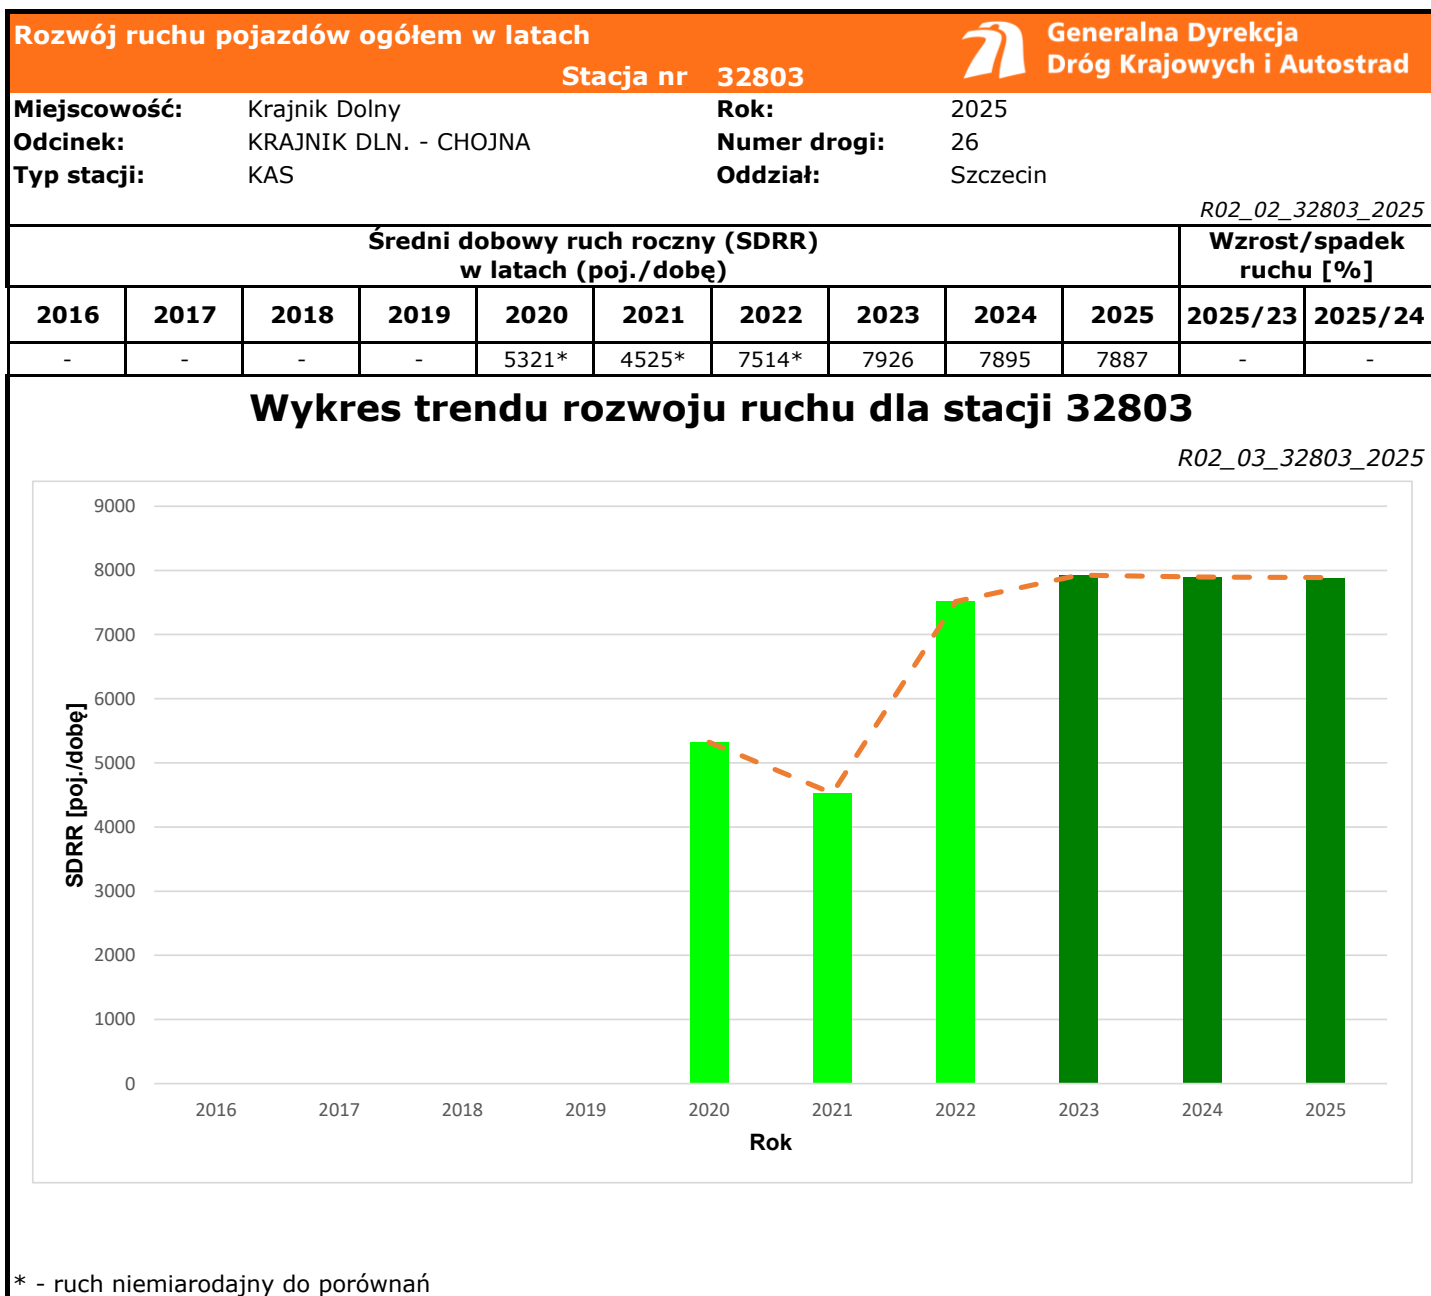 Rozwój ruchu pojazdów ogółem w latach
Generalna Dyrekcja
Dróg Krajowych i Autostrad
Stacja nr 32803
Miejscowość: Krajnik Dolny Rok: 2025
Odcinek: KRAJNIK DLN. - CHOJNA Numer drogi: 26
Typ stacji: KAS Oddział: Szczecin
R02_02_32803_2025
Średni dobowy ruch roczny (SDRR)
w latach (poj./dobę)
Wzrost/spadek
ruchu [%]
2016 2017 2018 2019 2020 2021 2022 2023 2024 2025 2025/23 2025/24
- - - - 5321* 4525* 7514* 7926 7895 7887 - -
Wykres trendu rozwoju ruchu dla stacji 32803
R02_03_32803_2025
SDRR [poj./dobę]
9000
8000
7000
6000
5000
4000
3000
2000
1000
0
2016 2017 2018 2019 2020 2021 2022 2023 2024 2025
Rok
* - ruch niemiarodajny do porównań